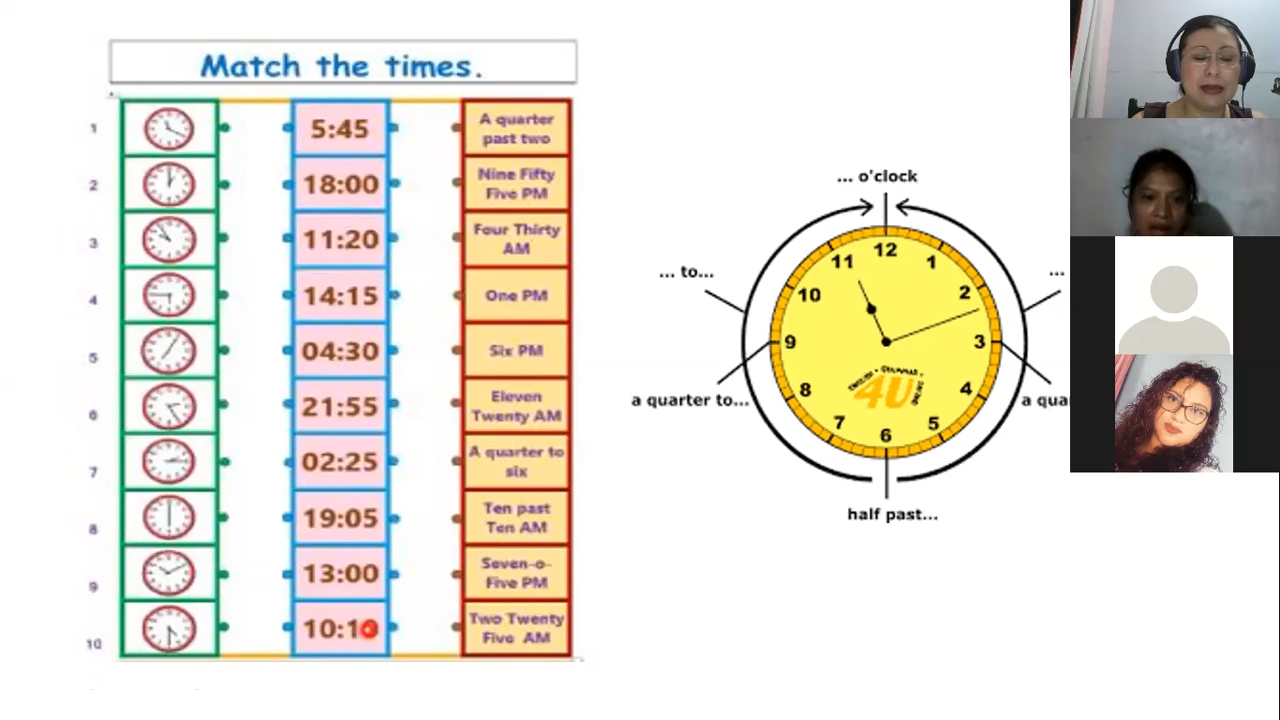 Match the times.
1
5:45
A quarter
past two
2
18:00
Nine Fifty
Five PM
3
11:20
Four Thirty
AM
4
14:15
One PM
5
04:30
Six PM
6
21:55
Eleven
Twenty AM
7
02:25
A quarter to
six
8
19:05
Ten past
Ten AM
9
13:00
Seven-o-
Five PM
10
10:10
Two Twenty
Five AM
... o'clock
... to...
...
a quarter to...
a qua
half past...
12
1
2
3
4
5
6
7
8
9
10
11
4U